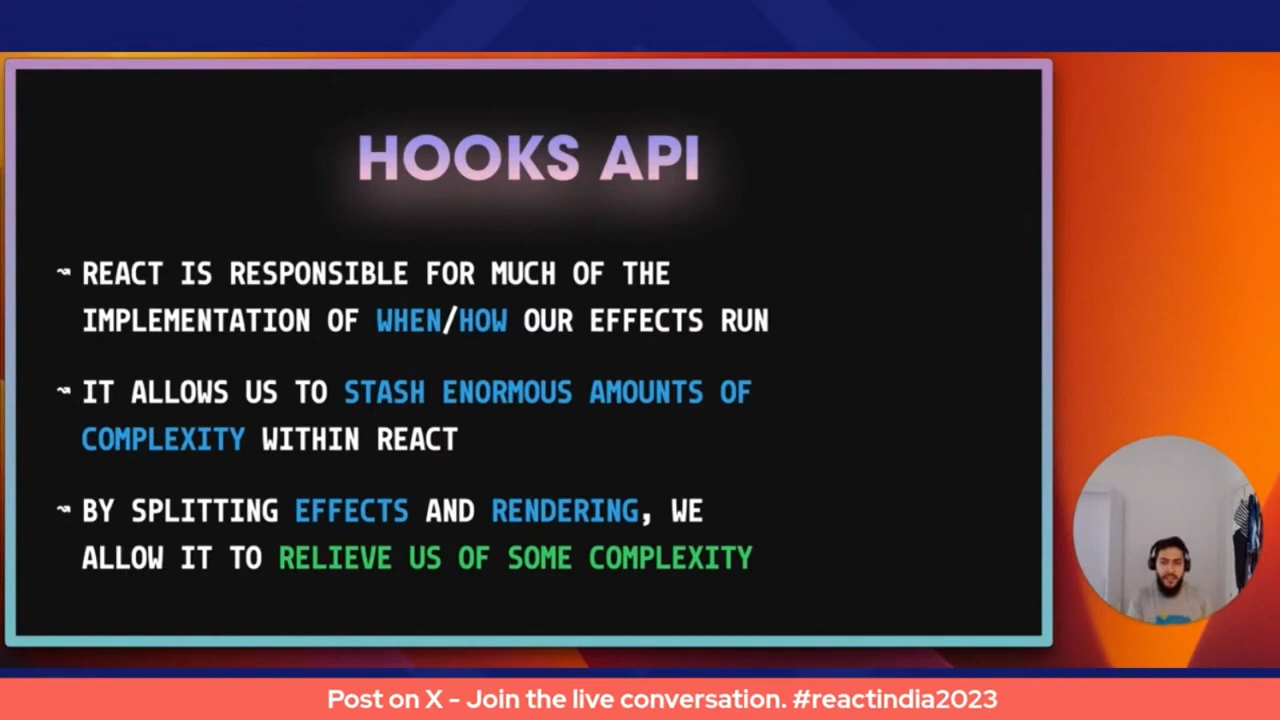 HOOKS API
↝ REACT IS RESPONSIBLE FOR MUCH OF THE
IMPLEMENTATION OF WHEN/HOW OUR EFFECTS RUN
↝ IT ALLOWS US TO STASH ENORMOUS AMOUNTS OF
COMPLEXITY WITHIN REACT
↝ BY SPLITTING EFFECTS AND RENDERING, WE
ALLOW IT TO RELIEVE US OF SOME COMPLEXITY
Post on X - Join the live conversation. #reactindia2023